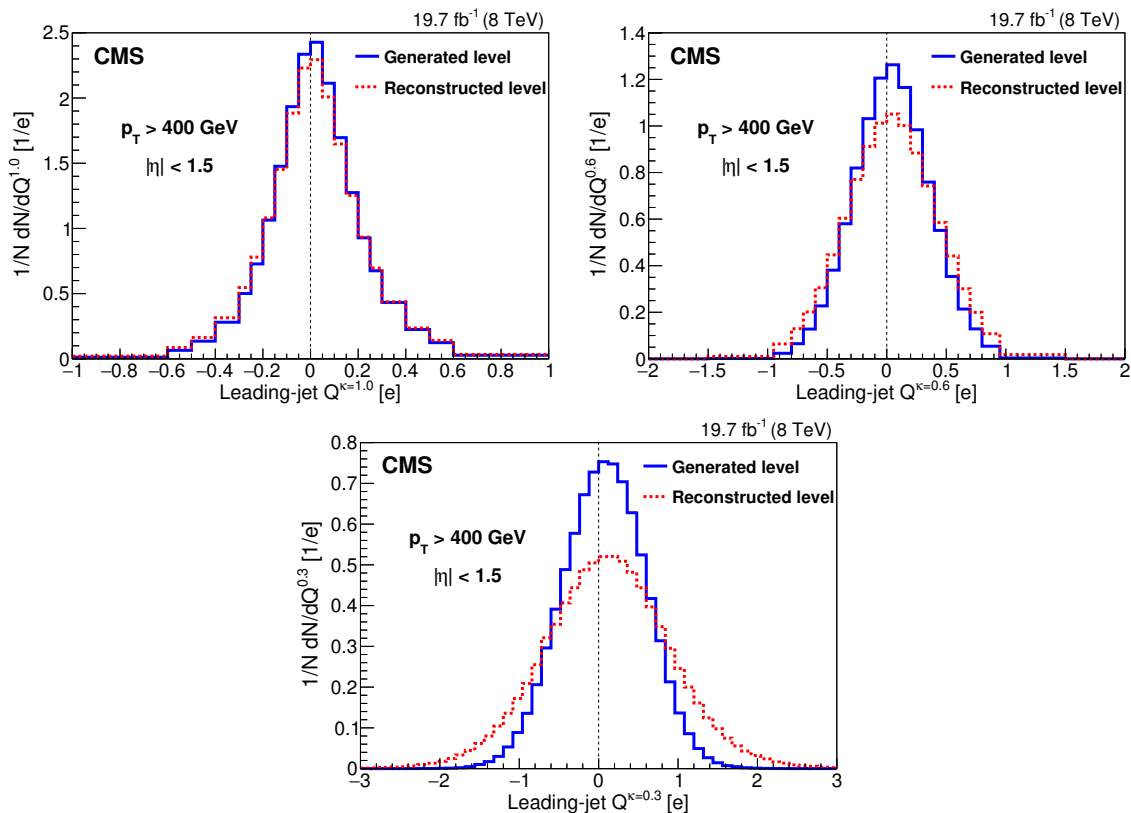 19.7 fb⁻¹ (8 TeV)
CMS
Generated level
Reconstructed level
p_T > 400 GeV
|η| < 1.5
1/N dN/dQ^1.0 [1/e]
2.5
2
1.5
1
0.5
0
−1 −0.8 −0.6 −0.4 −0.2 0 0.2 0.4 0.6 0.8 1
Leading-jet Q^κ=1.0 [e]
19.7 fb⁻¹ (8 TeV)
CMS
Generated level
Reconstructed level
p_T > 400 GeV
|η| < 1.5
1/N dN/dQ^0.6 [1/e]
1.4
1.2
1
0.8
0.6
0.4
0.2
0
−2 −1.5 −1 −0.5 0 0.5 1 1.5 2
Leading-jet Q^κ=0.6 [e]
19.7 fb⁻¹ (8 TeV)
CMS
Generated level
Reconstructed level
p_T > 400 GeV
|η| < 1.5
1/N dN/dQ^0.3 [1/e]
0.8
0.7
0.6
0.5
0.4
0.3
0.2
0.1
0
−3 −2 −1 0 1 2 3
Leading-jet Q^κ=0.3 [e]